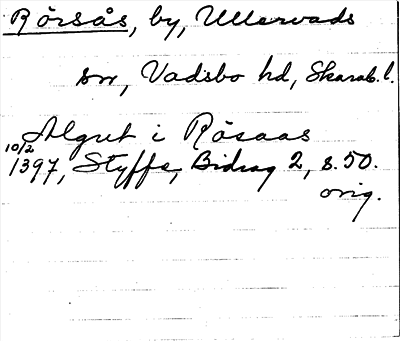 Rörsås, by, Ullervads
sn, Vadsbo hd, Skarab. l.
Algut i Rösaas
10/2 1397, Styffe, Bidrag 2, s. 50.
orig.